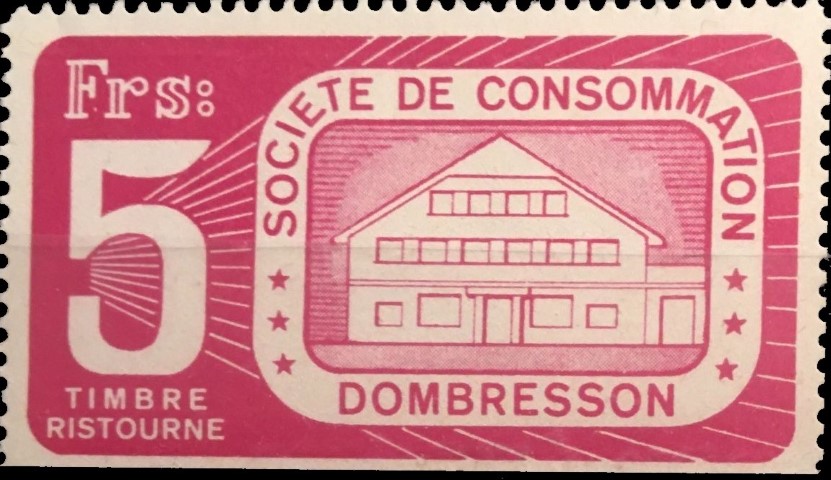 Frs:
5
TIMBRE
RISTOURNE
SOCIETE DE CONSOMMATION
DOMBRESSON